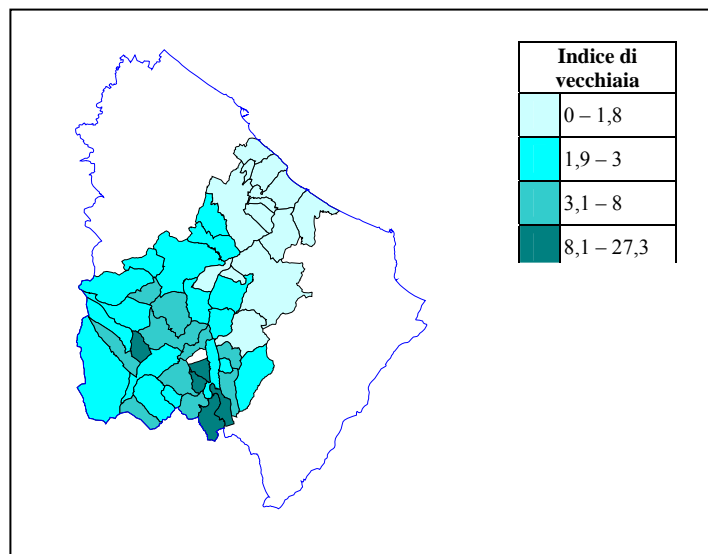 Indice di
vecchiaia
0 – 1,8
1,9 – 3
3,1 – 8
8,1 – 27,3